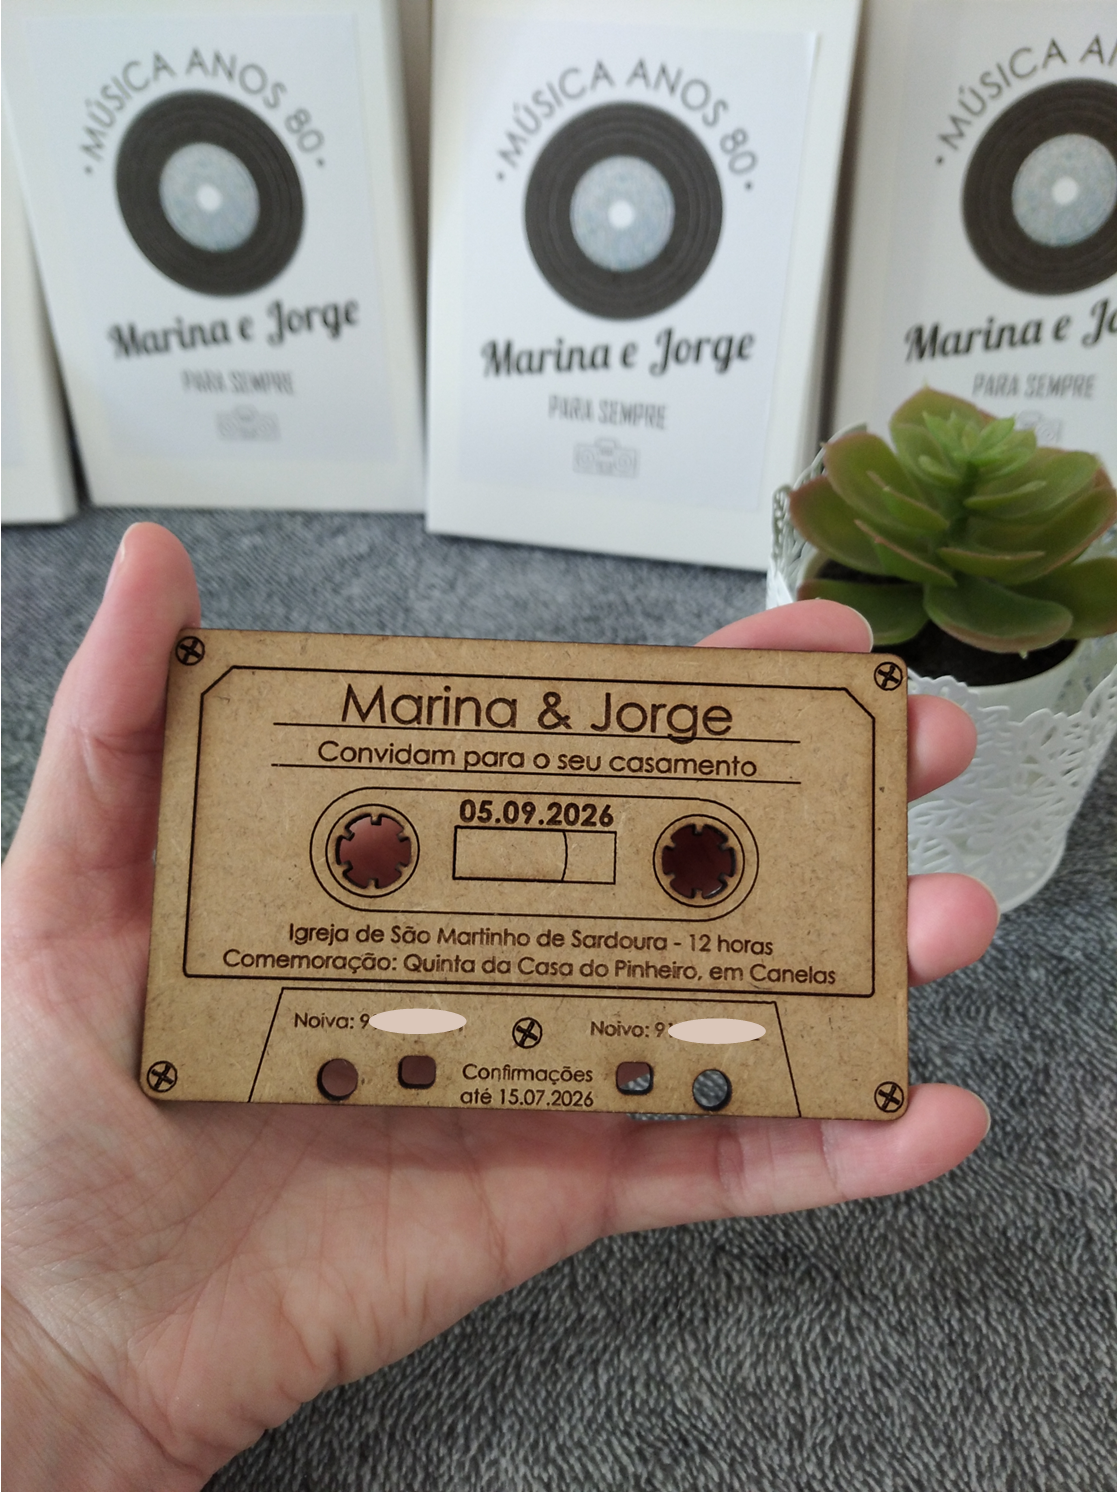 • MÚSICA ANOS 80 •
Marina e Jorge
PARA SEMPRE
• MÚSICA ANOS 80 •
Marina e Jorge
PARA SEMPRE
• MÚSICA AN
Marina e Jo
PARA SEMPRE
Marina & Jorge
Convidam para o seu casamento
05.09.2026
Igreja de São Martinho de Sardoura - 12 horas
Comemoração: Quinta da Casa do Pinheiro, em Canelas
Noiva: 9
Noivo: 9
Confirmações
até 15.07.2026